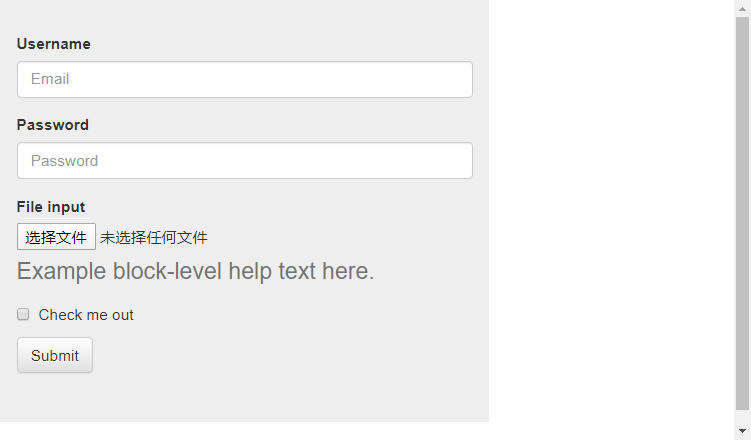 Username
Email
Password
Password
File input
选择文件 未选择任何文件
Example block-level help text here.
Check me out
Submit